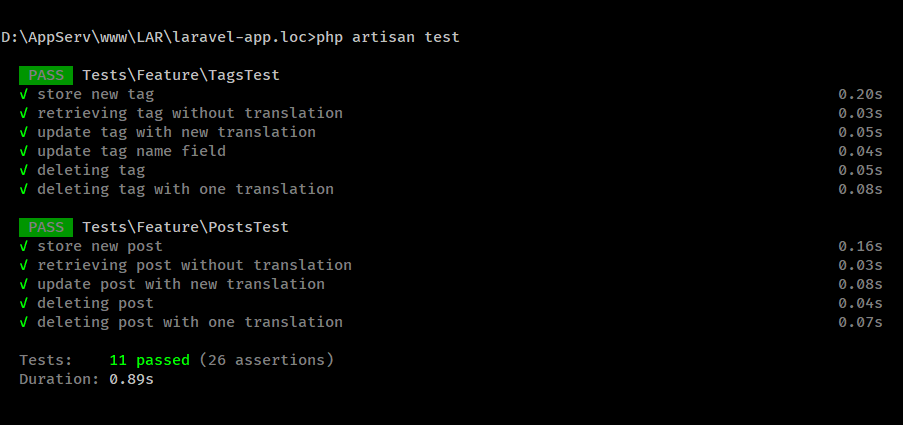 D:\AppServ\www\LAR\laravel-app.loc>php artisan test
PASS Tests\Feature\TagsTest
✓ store new tag 0.20s
✓ retrieving tag without translation 0.03s
✓ update tag with new translation 0.05s
✓ update tag name field 0.04s
✓ deleting tag 0.05s
✓ deleting tag with one translation 0.08s
PASS Tests\Feature\PostsTest
✓ store new post 0.16s
✓ retrieving post without translation 0.03s
✓ update post with new translation 0.08s
✓ deleting post 0.04s
✓ deleting post with one translation 0.07s
Tests: 11 passed (26 assertions)
Duration: 0.89s